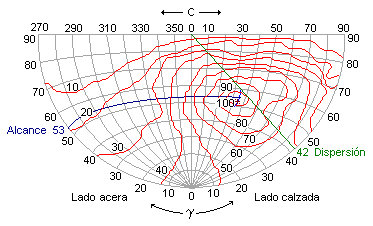 ← C →
270 290 310 330 350 0 10 30 50 70 90
90 90
80 80
70 10 90 70
60 20 100 60
80
Alcance 53 30 70
50 60 50
40 50 42 Dispersión
40
30 30
20 20
10 0 10
Lado acera Lado calzada
γ